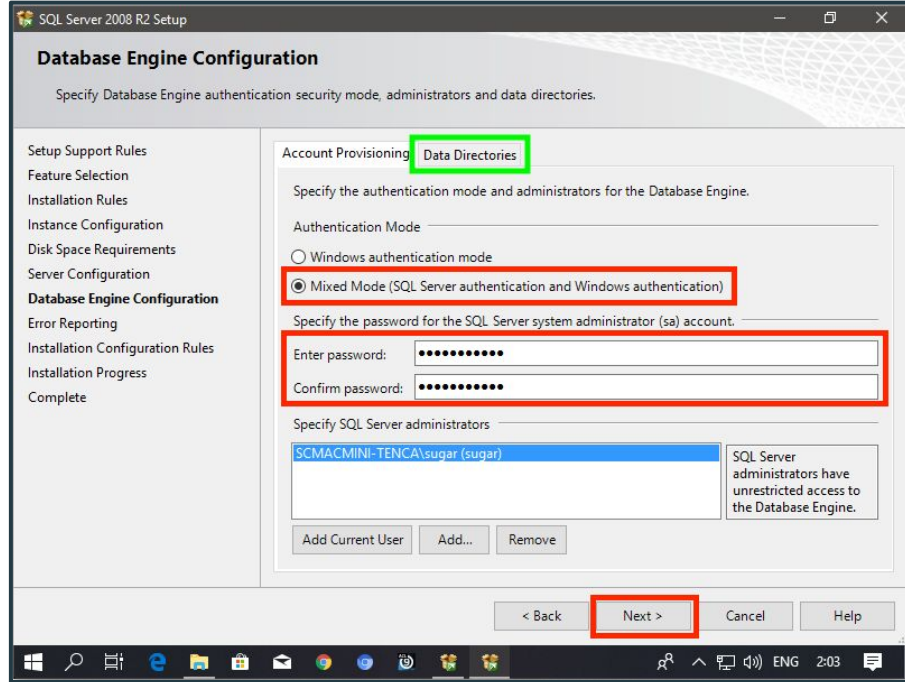 SQL Server 2008 R2 Setup
Database Engine Configuration
Specify Database Engine authentication security mode, administrators and data directories.
Setup Support Rules
Feature Selection
Installation Rules
Instance Configuration
Disk Space Requirements
Server Configuration
Database Engine Configuration
Error Reporting
Installation Configuration Rules
Installation Progress
Complete
Account Provisioning Data Directories
Specify the authentication mode and administrators for the Database Engine.
Authentication Mode
Windows authentication mode
Mixed Mode (SQL Server authentication and Windows authentication)
Specify the password for the SQL Server system administrator (sa) account.
Enter password: •••••••••••
Confirm password: •••••••••••
Specify SQL Server administrators
SCMACMINI-TENCA\sugar (sugar)
SQL Server
administrators have
unrestricted access to
the Database Engine.
Add Current User Add... Remove
< Back Next > Cancel Help
ENG 2:03